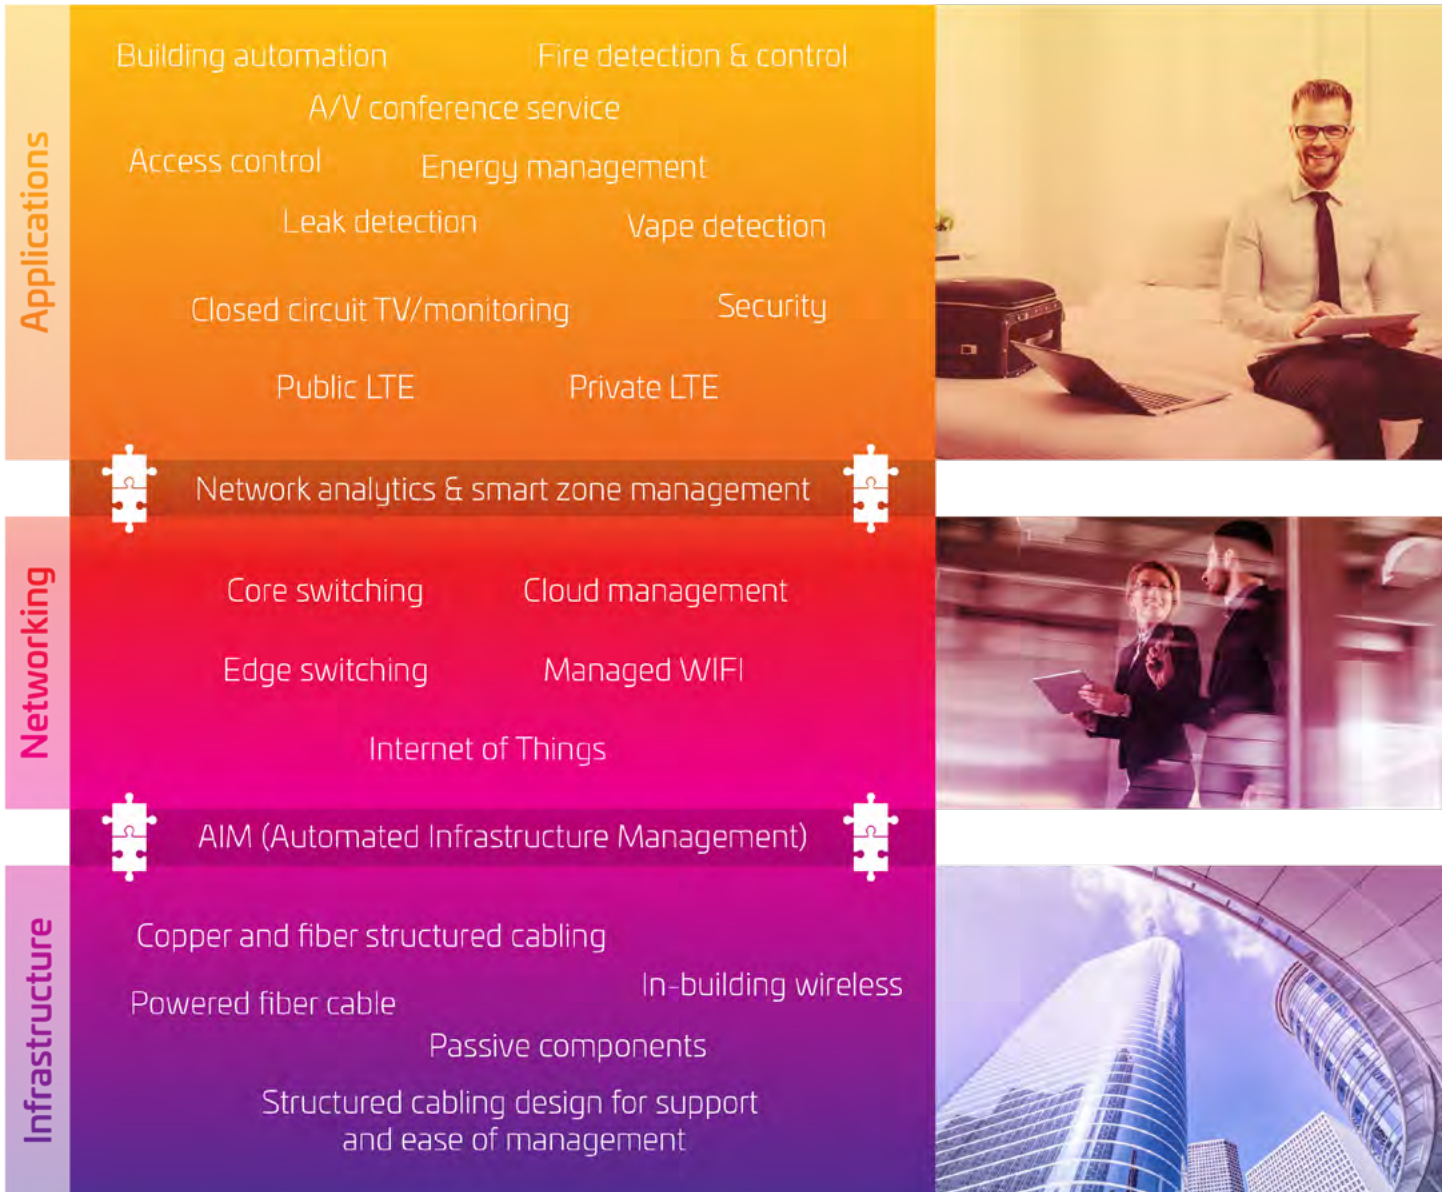 Applications
Building automation
Fire detection & control
A/V conference service
Access control
Energy management
Leak detection
Vape detection
Closed circuit TV/monitoring
Security
Public LTE
Private LTE
Network analytics & smart zone management
Networking
Core switching
Cloud management
Edge switching
Managed WIFI
Internet of Things
AIM (Automated Infrastructure Management)
Infrastructure
Copper and fiber structured cabling
In-building wireless
Powered fiber cable
Passive components
Structured cabling design for support
and ease of management